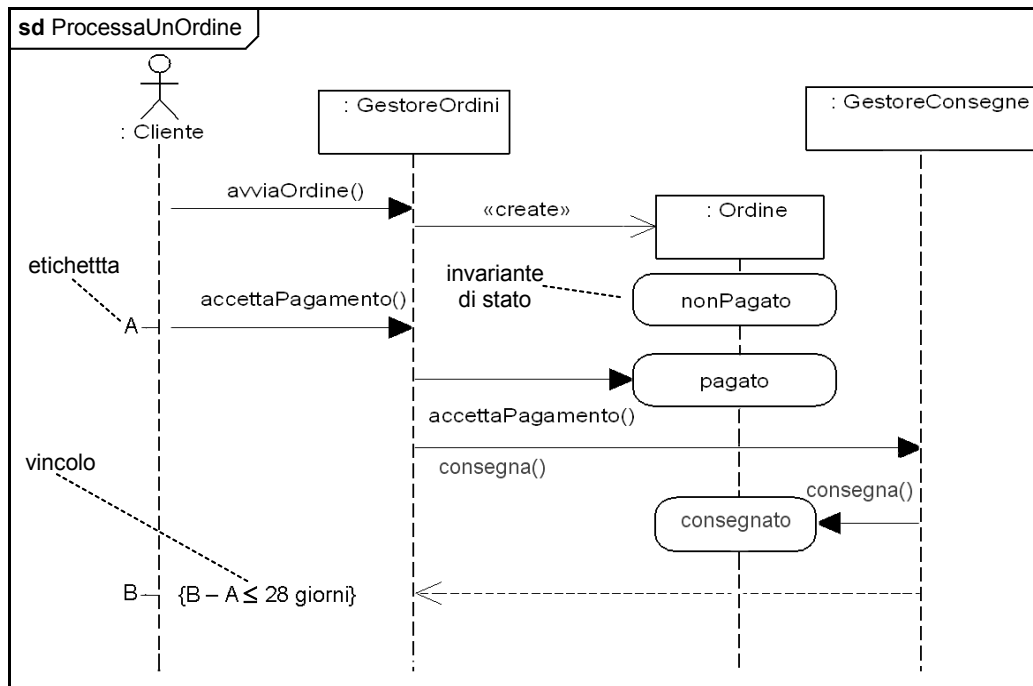 sd ProcessaUnOrdine
: GestoreOrdini
: GestoreConsegne
: Cliente
avviaOrdine()
«create»
: Ordine
etichettta
invariante
di stato
accettaPagamento()
nonPagato
A
pagato
accettaPagamento()
vincolo
consegna()
consegna()
consegnato
B
{B – A ≤ 28 giorni}